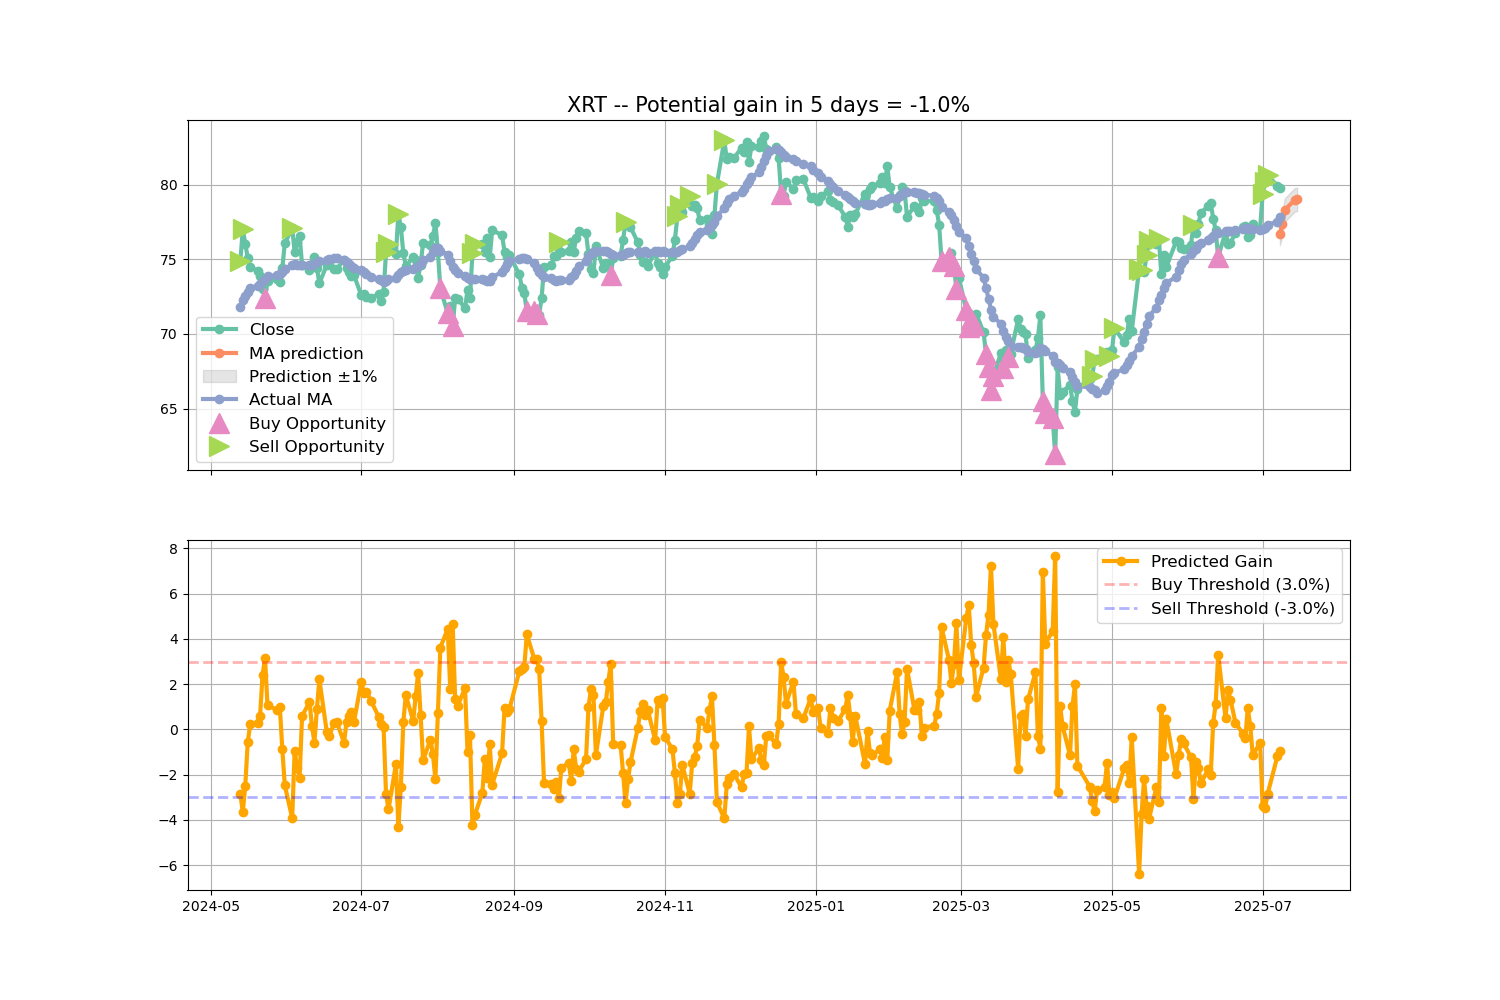 XRT -- Potential gain in 5 days = -1.0%
80
75
70
65
Close
MA prediction
Prediction ±1%
Actual MA
Buy Opportunity
Sell Opportunity
8
6
4
2
0
−2
−4
−6
Predicted Gain
Buy Threshold (3.0%)
Sell Threshold (-3.0%)
2024-05
2024-07
2024-09
2024-11
2025-01
2025-03
2025-05
2025-07